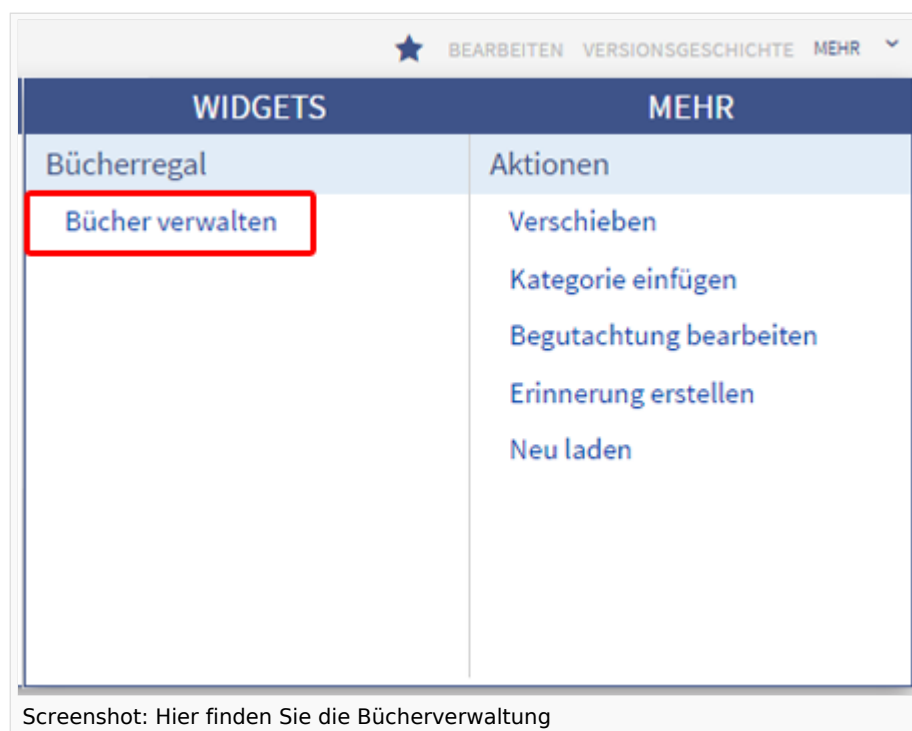 BEARBEITEN VERSIONSGESCHICHTE MEHR
WIDGETS MEHR
Bücherregal Aktionen
Bücher verwalten Verschieben
Kategorie einfügen
Begutachtung bearbeiten
Erinnerung erstellen
Neu laden
Screenshot: Hier finden Sie die Bücherverwaltung